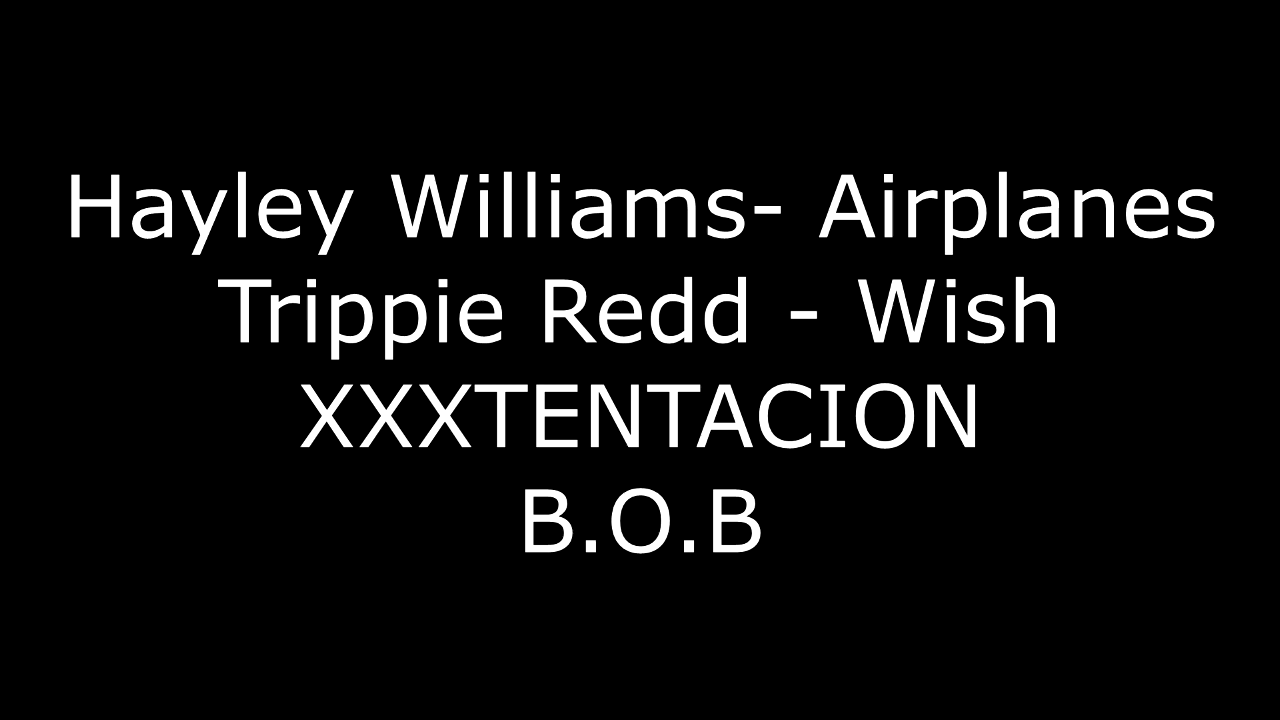 Hayley Williams- Airplanes
Trippie Redd - Wish
XXXTENTACION
B.O.B